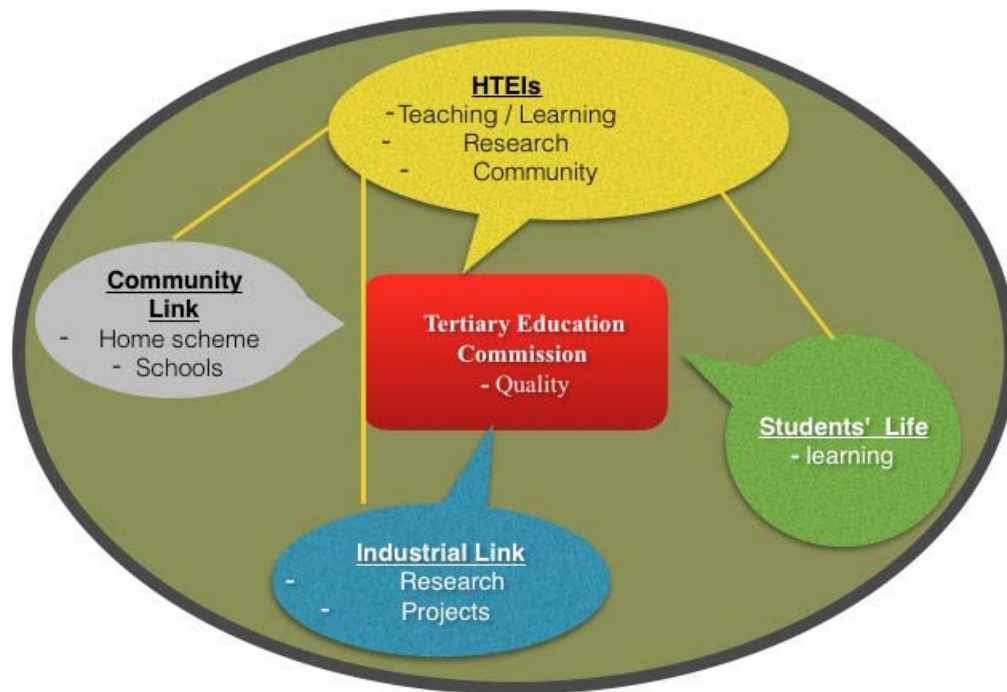 HTEIs
- Teaching / Learning
- Research
- Community
Community
Link
- Home scheme
- Schools
Tertiary Education
Commission
- Quality
Students' Life
- learning
Industrial Link
- Research
- Projects